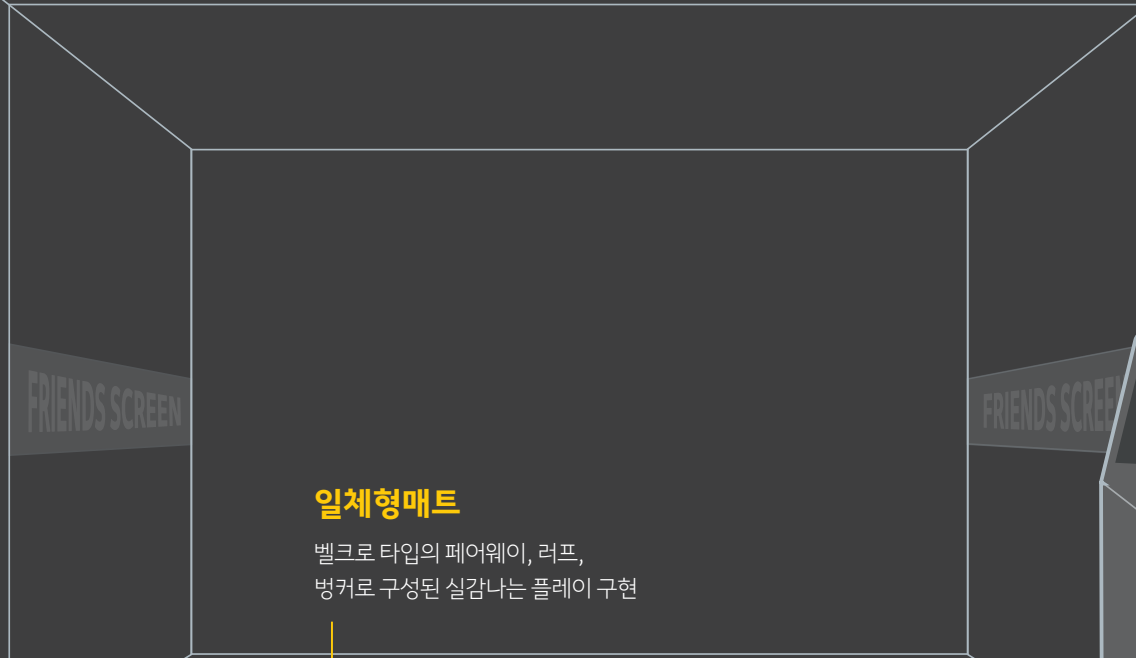 FRIENDS SCREEN
FRIENDS SCREE
일체형매트
벨크로 타입의 페어웨이, 러프,
벙커로 구성된 실감나는 플레이 구현